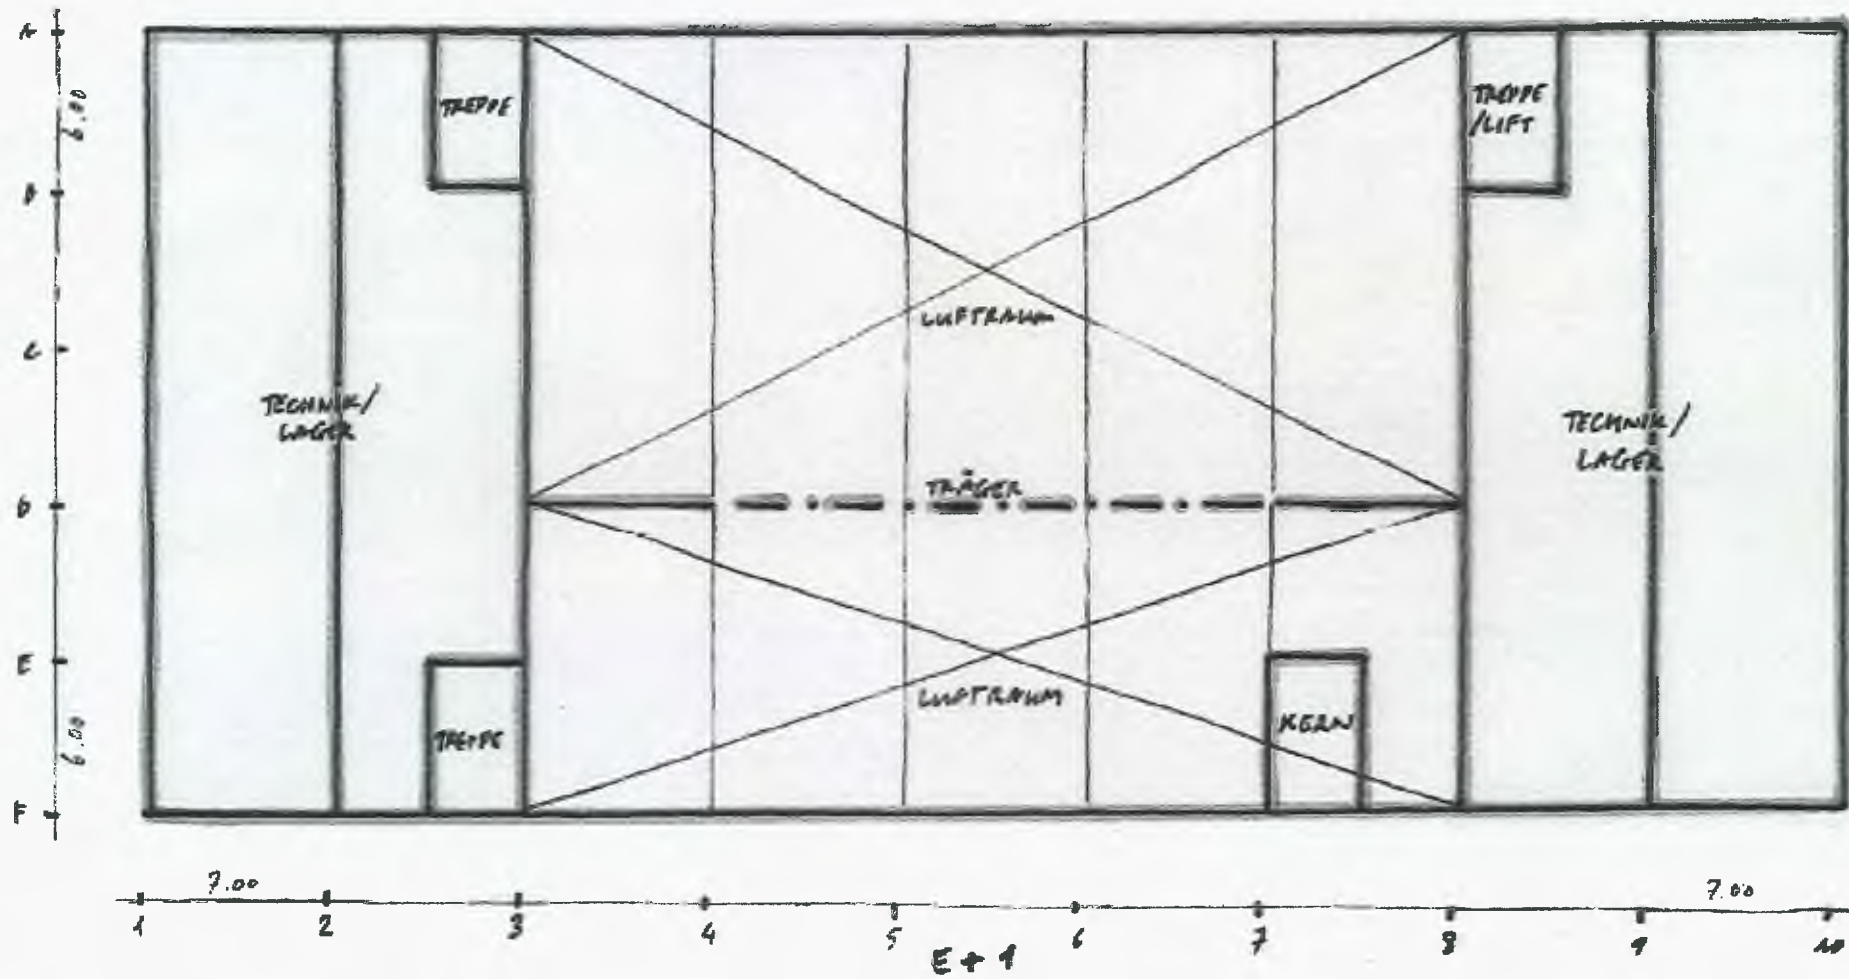 A
6.00
B
C
D
E
6.00
F
TREPPE
TREPPE
/LIFT
LUFTRAUM
TECHNIK/
LAGER
TECHNIK/
LAGER
TRÄGER
LUFTRAUM
TREPPE
KERN
7.00
7.00
1
2
3
4
5
6
7
8
9
10
E + 1